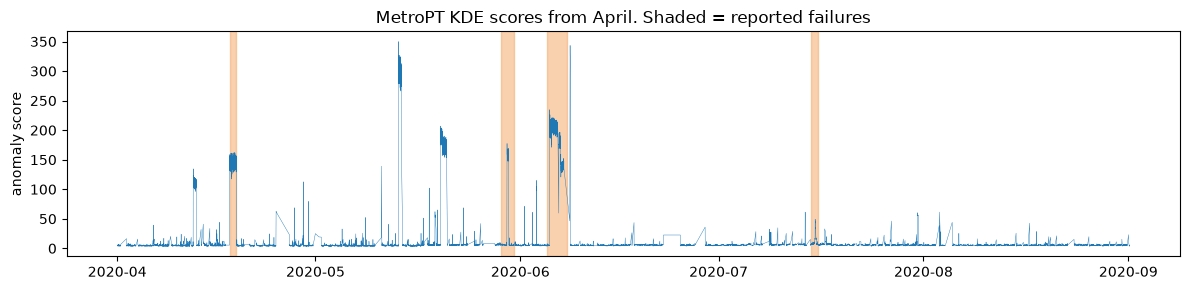 MetroPT KDE scores from April. Shaded = reported failures
anomaly score
350
300
250
200
150
100
50
0
2020-04 2020-05 2020-06 2020-07 2020-08 2020-09